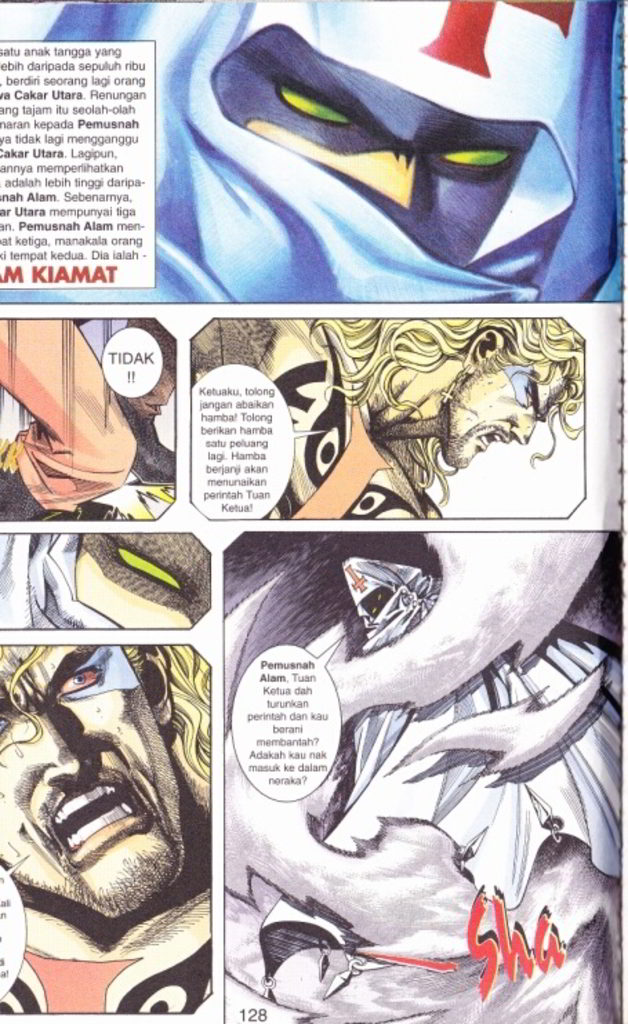 satu anak tangga yang
lebih daripada sepuluh ribu
, berdiri seorang lagi orang
Cakar Utara. Renungan
ang tajam itu seolah-olah
maran kepada Pemusnah
ya tidak lagi mengganggu
Cakar Utara. Lagipun,
annya memperlihatkan
adalah lebih tinggi daripa-
snah Alam. Sebenarnya,
ar Utara mempunyai tiga
an. Pemusnah Alam men-
pat ketiga, manakala orang
ki tempat kedua. Dia ialah -
AM KIAMAT
TIDAK
!!
Ketuaku, tolong
jangan abaikan
hamba! Tolong
berikan hamba
satu peluang
lagi. Hamba
berjanji akan
menunaikan
perintah Tuan
Ketua!
Pemusnah
Alam, Tuan
Ketua dah
turunkan
perintah dan kau
berani
membantah?
Adakah kau nak
masuk ke dalam
neraka?
Sha
128